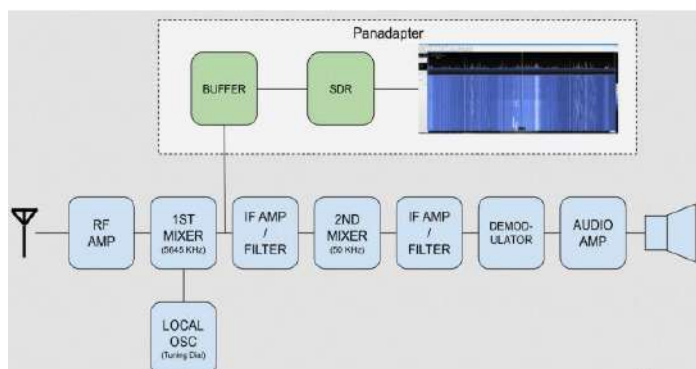 Panadapter
BUFFER
SDR
RF
AMP
1ST
MIXER
(5645 KHz)
IF AMP
/
FILTER
2ND
MIXER
(50 KHz)
IF AMP
/
FILTER
DEMOD-
ULATOR
AUDIO
AMP
LOCAL
OSC
(Tuning Dial)